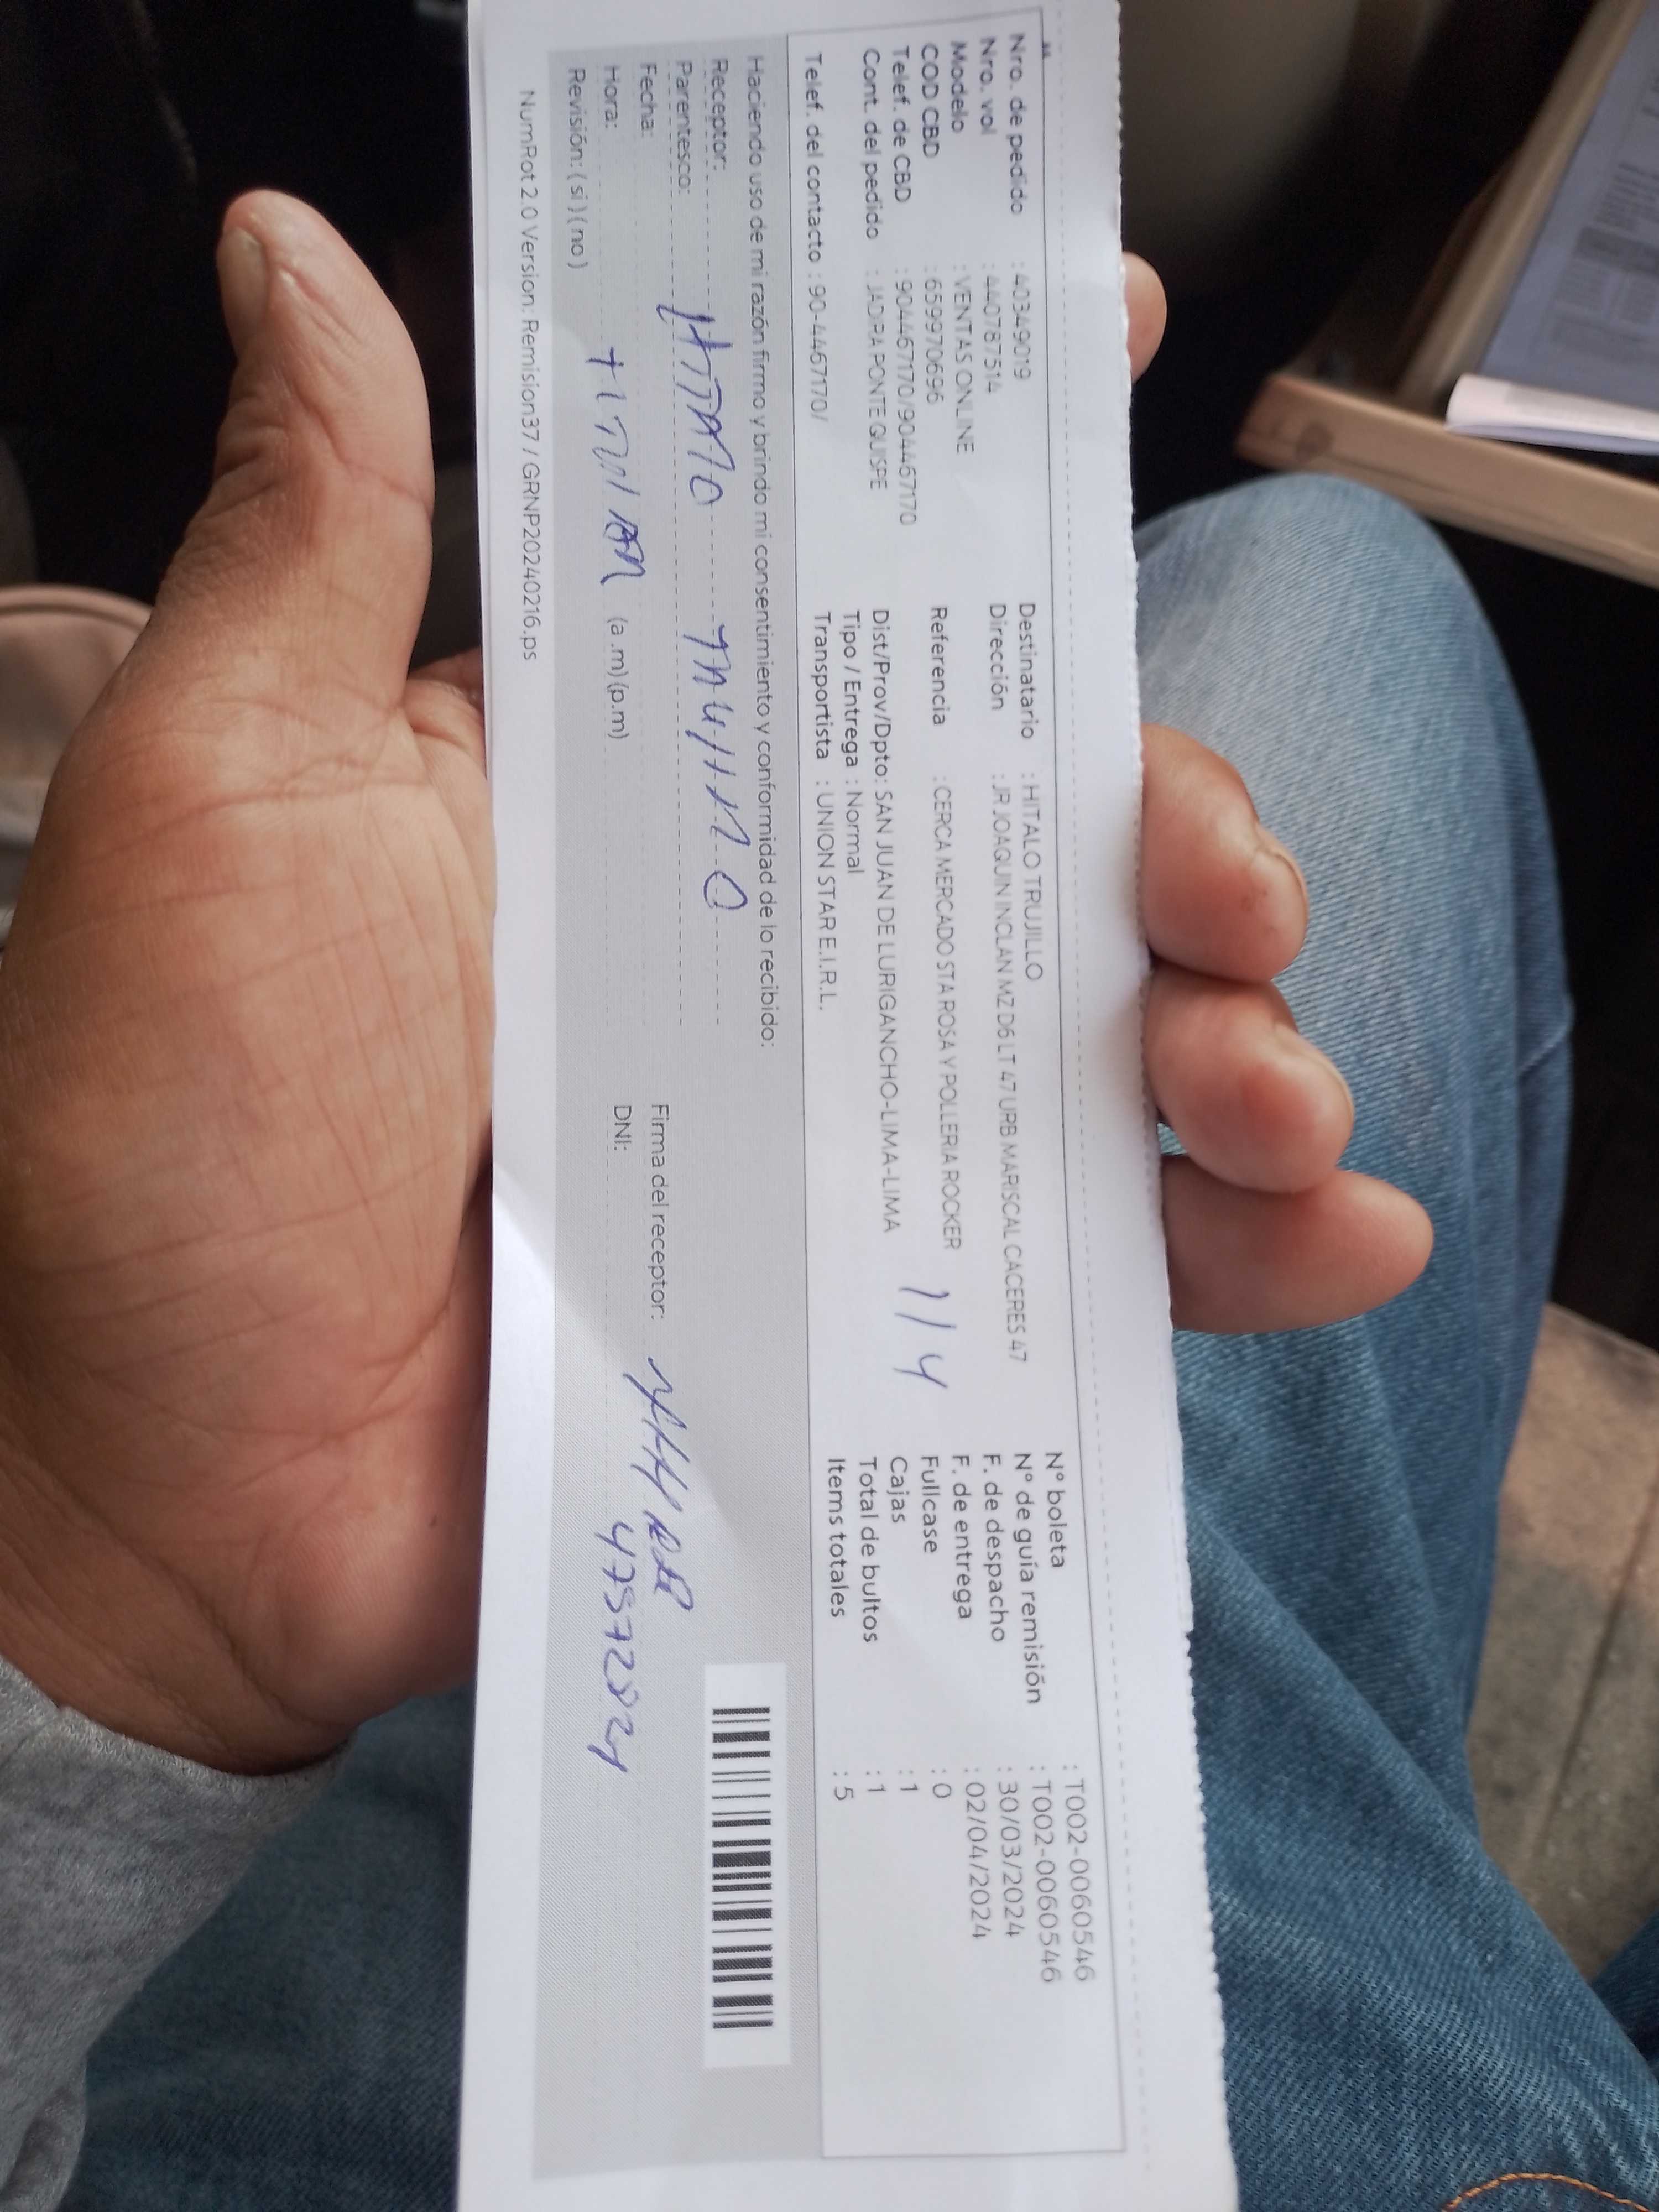 Nro. de pedido : 40349019
Nro. vol : 440787514
Modelo : VENTAS ONLINE
COD CBD : 659970696
Telef. de CBD : 904467170/904467170
Cont. del pedido : JADIRA PONTE QUISPE
Telef. del contacto : 90-4467170/
Destinatario : HITALO TRUJILLO
Dirección : JR JOAQUIN INCLAN MZ D6 LT 47 URB MARISCAL CACERES 47
Referencia : CERCA MERCADO STA ROSA Y POLLERIA ROCKER
Dist/Prov/Dpto: SAN JUAN DE LURIGANCHO-LIMA-LIMA
Tipo / Entrega : Normal
Transportista : UNION STAR E.I.R.L.
114
N° boleta : T002-0060546
N° de guía remisión : T002-0060546
F. de despacho : 30/03/2024
F. de entrega : 02/04/2024
Fullcase : 0
Cajas : 1
Total de bultos : 1
Items totales : 5
Haciendo uso de mi razón firmo y brindo mi consentimiento y conformidad de lo recibido:
Receptor:
Parentesco:
Fecha:
Hora: (a.m)(p.m)
Revisión: ( si ) ( no )
Firma del receptor:
DNI:
NumRot 2.0 Version: Remision37 / GRNP20240216.ps